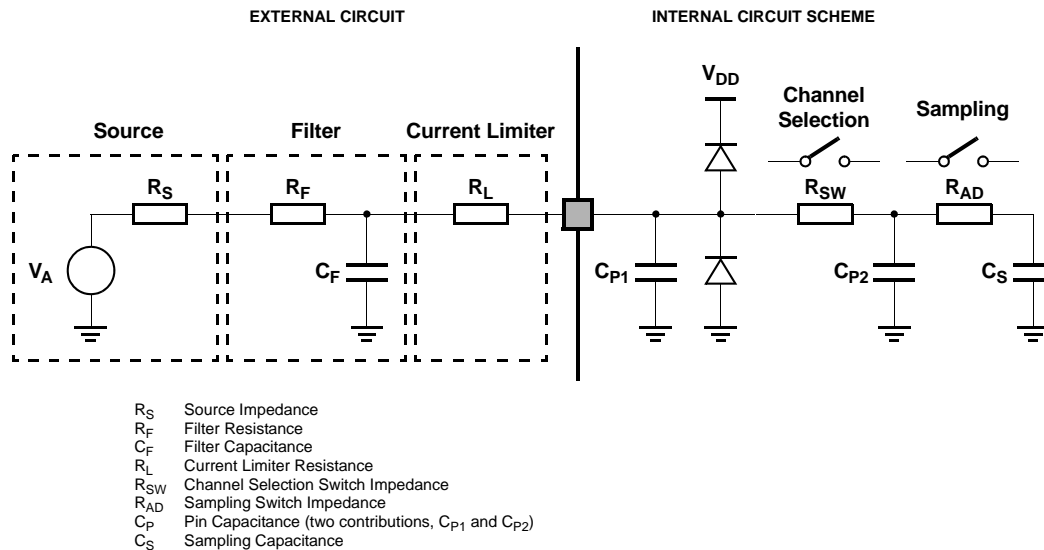 EXTERNAL CIRCUIT
INTERNAL CIRCUIT SCHEME
VDD
Channel
Selection
Sampling
Source
Filter
Current Limiter
RS
RF
RL
RSW
RAD
VA
CF
CP1
CP2
CS
RS Source Impedance
RF Filter Resistance
CF Filter Capacitance
RL Current Limiter Resistance
RSW Channel Selection Switch Impedance
RAD Sampling Switch Impedance
CP Pin Capacitance (two contributions, CP1 and CP2)
CS Sampling Capacitance